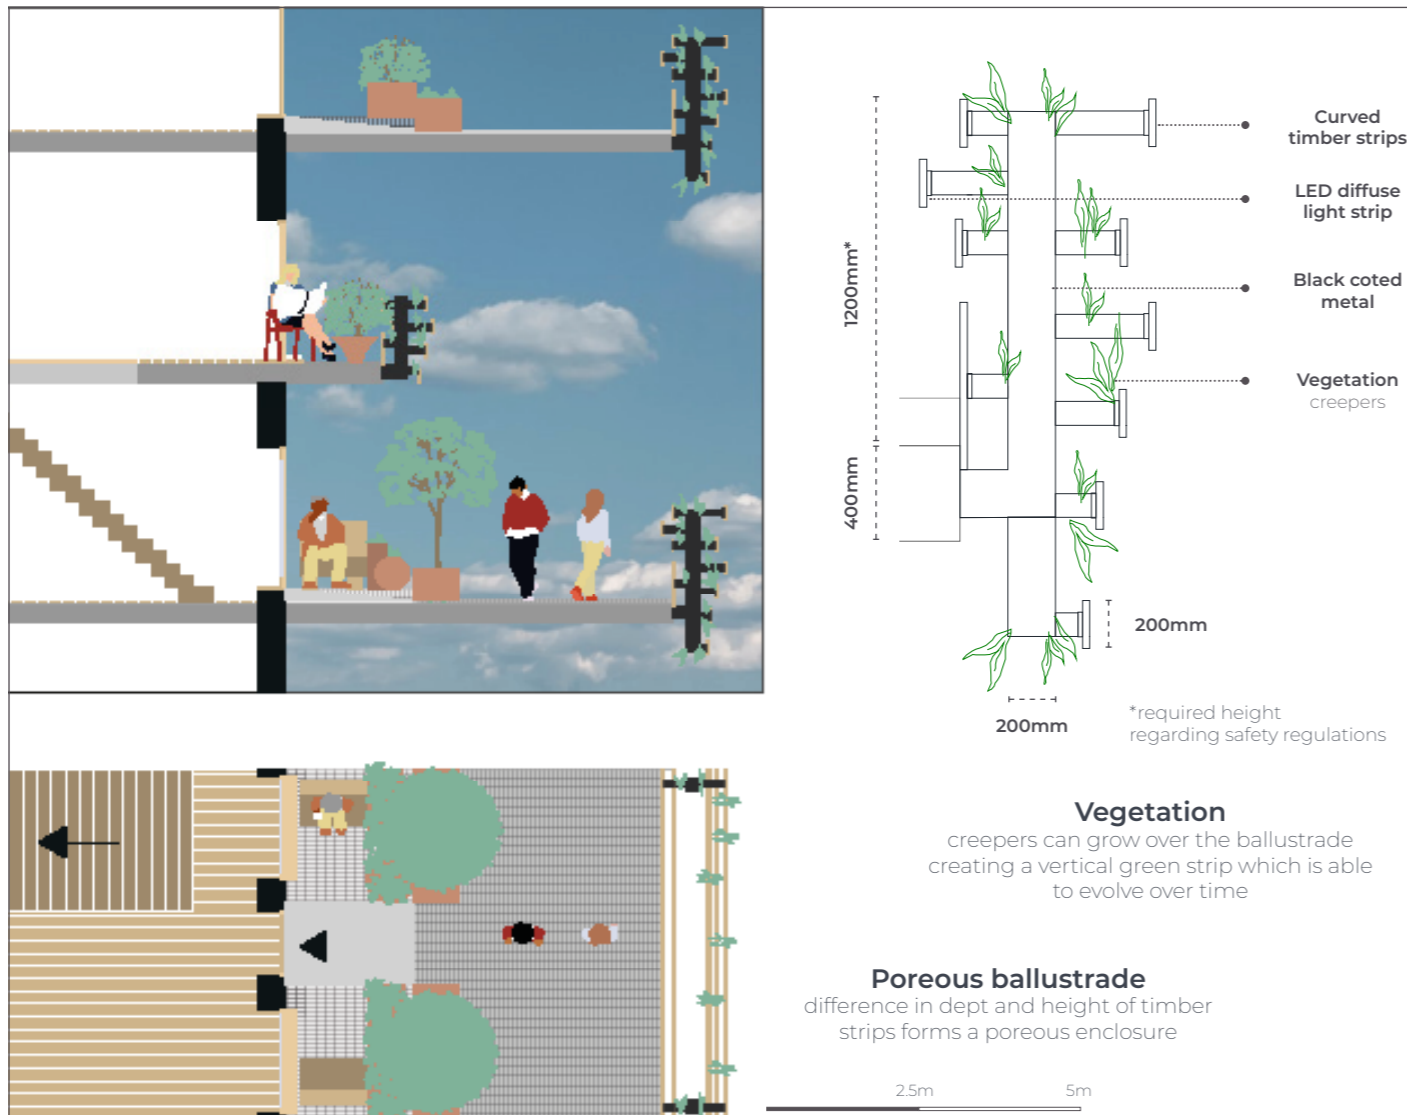 Curved
timber strips
LED diffuse
light strip
1200mm*
Black coted
metal
Vegetation
creepers
400mm
200mm
200mm
*required height
regarding safety regulations
Vegetation
creepers can grow over the ballustrade
creating a vertical green strip which is able
to evolve over time
Poreous ballustrade
difference in dept and height of timber
strips forms a poreous enclosure
2.5m
5m